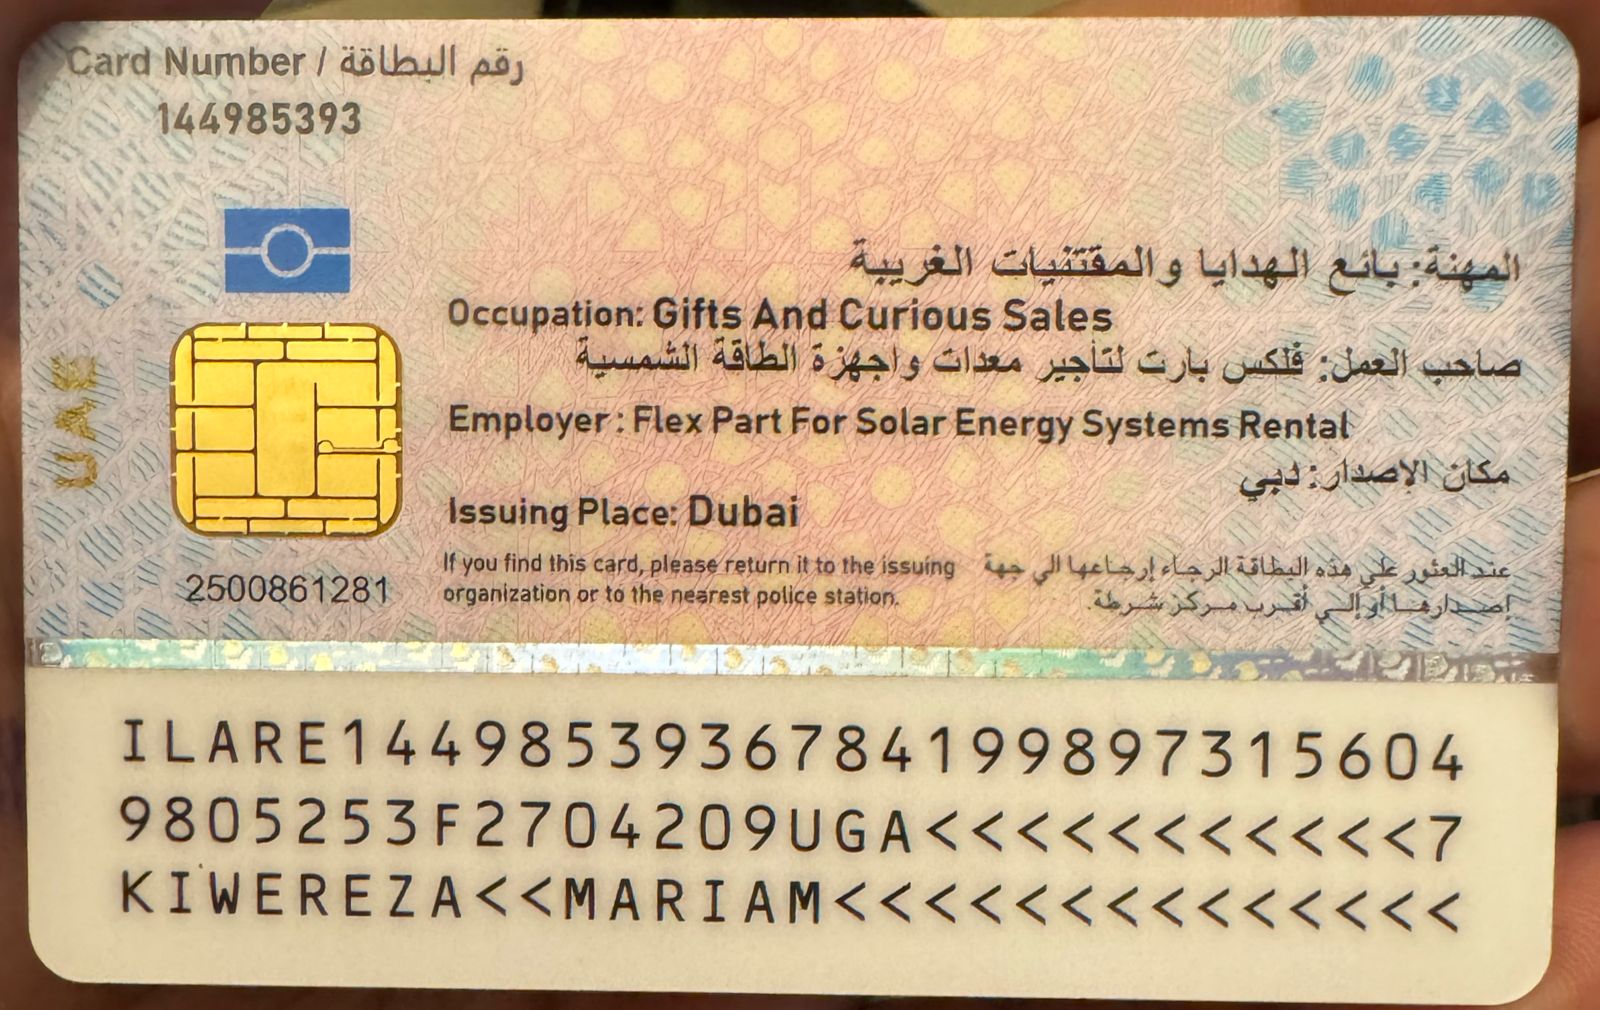 Card Number / رقم البطاقة
144985393
المهنة: بائع الهدايا والمقتنيات الغريبة
Occupation: Gifts And Curious Sales
صاحب العمل: فلكس بارت لتأجير معدات واجهزة الطاقة الشمسية
Employer : Flex Part For Solar Energy Systems Rental
مكان الإصدار: دبي
Issuing Place: Dubai
UAE
2500861281
If you find this card, please return it to the issuing
organization or to the nearest police station.
عند العثور علي هذه البطاقة الرجاء إرجاعها الي جهة
إصدارها أو إلي أقرب مركز شرطة.
ILARE1449853936784199897315604
9805253F2704209UGA<<<<<<<<<<<7
KIWEREZA<<MARIAM<<<<<<<<<<<<<<